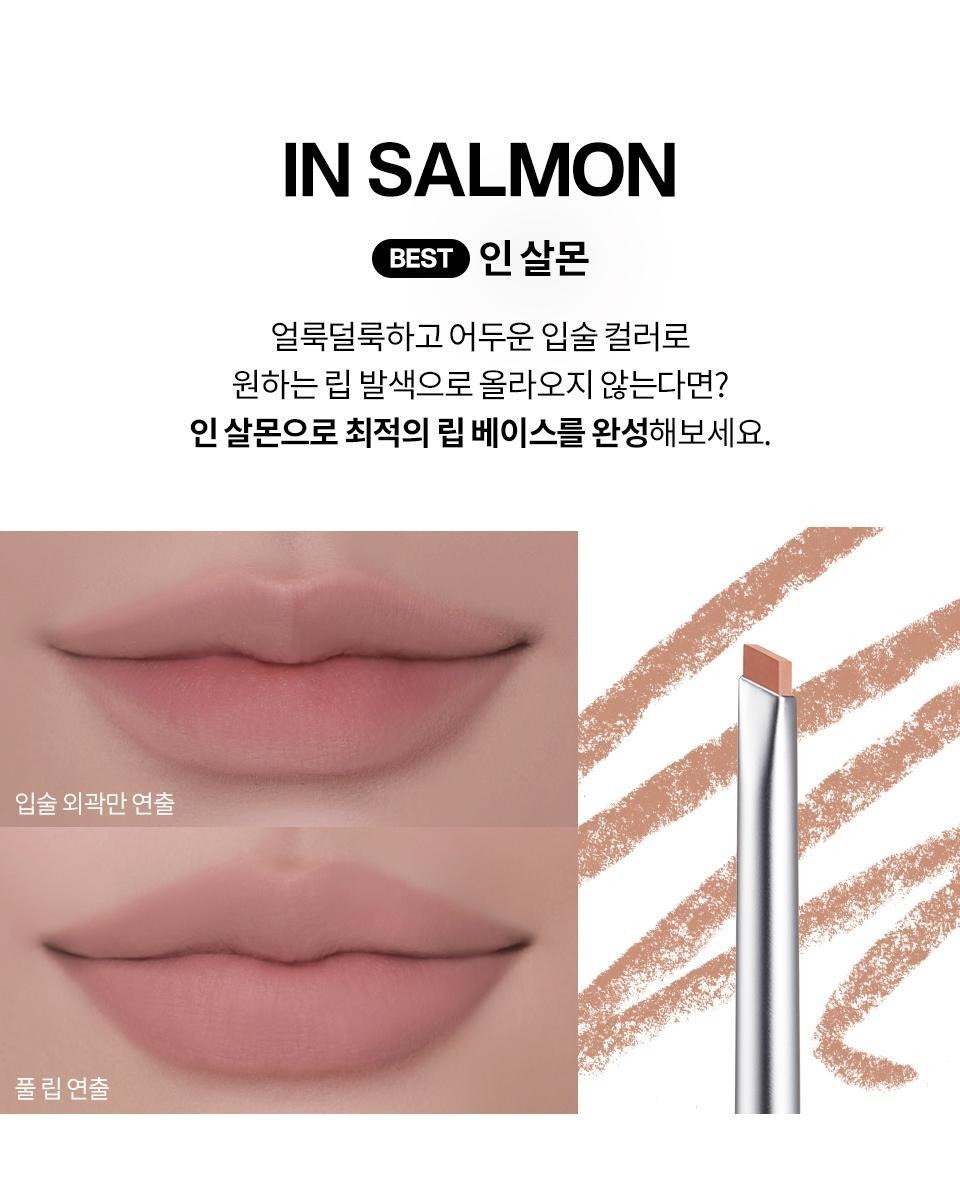 IN SALMON
BEST 인 살몬
얼룩덜룩하고 어두운 입술 컬러로
원하는 립 발색으로 올라오지 않는다면?
인 살몬으로 최적의 립 베이스를 완성해보세요.
입술 외곽만 연출
풀 립 연출